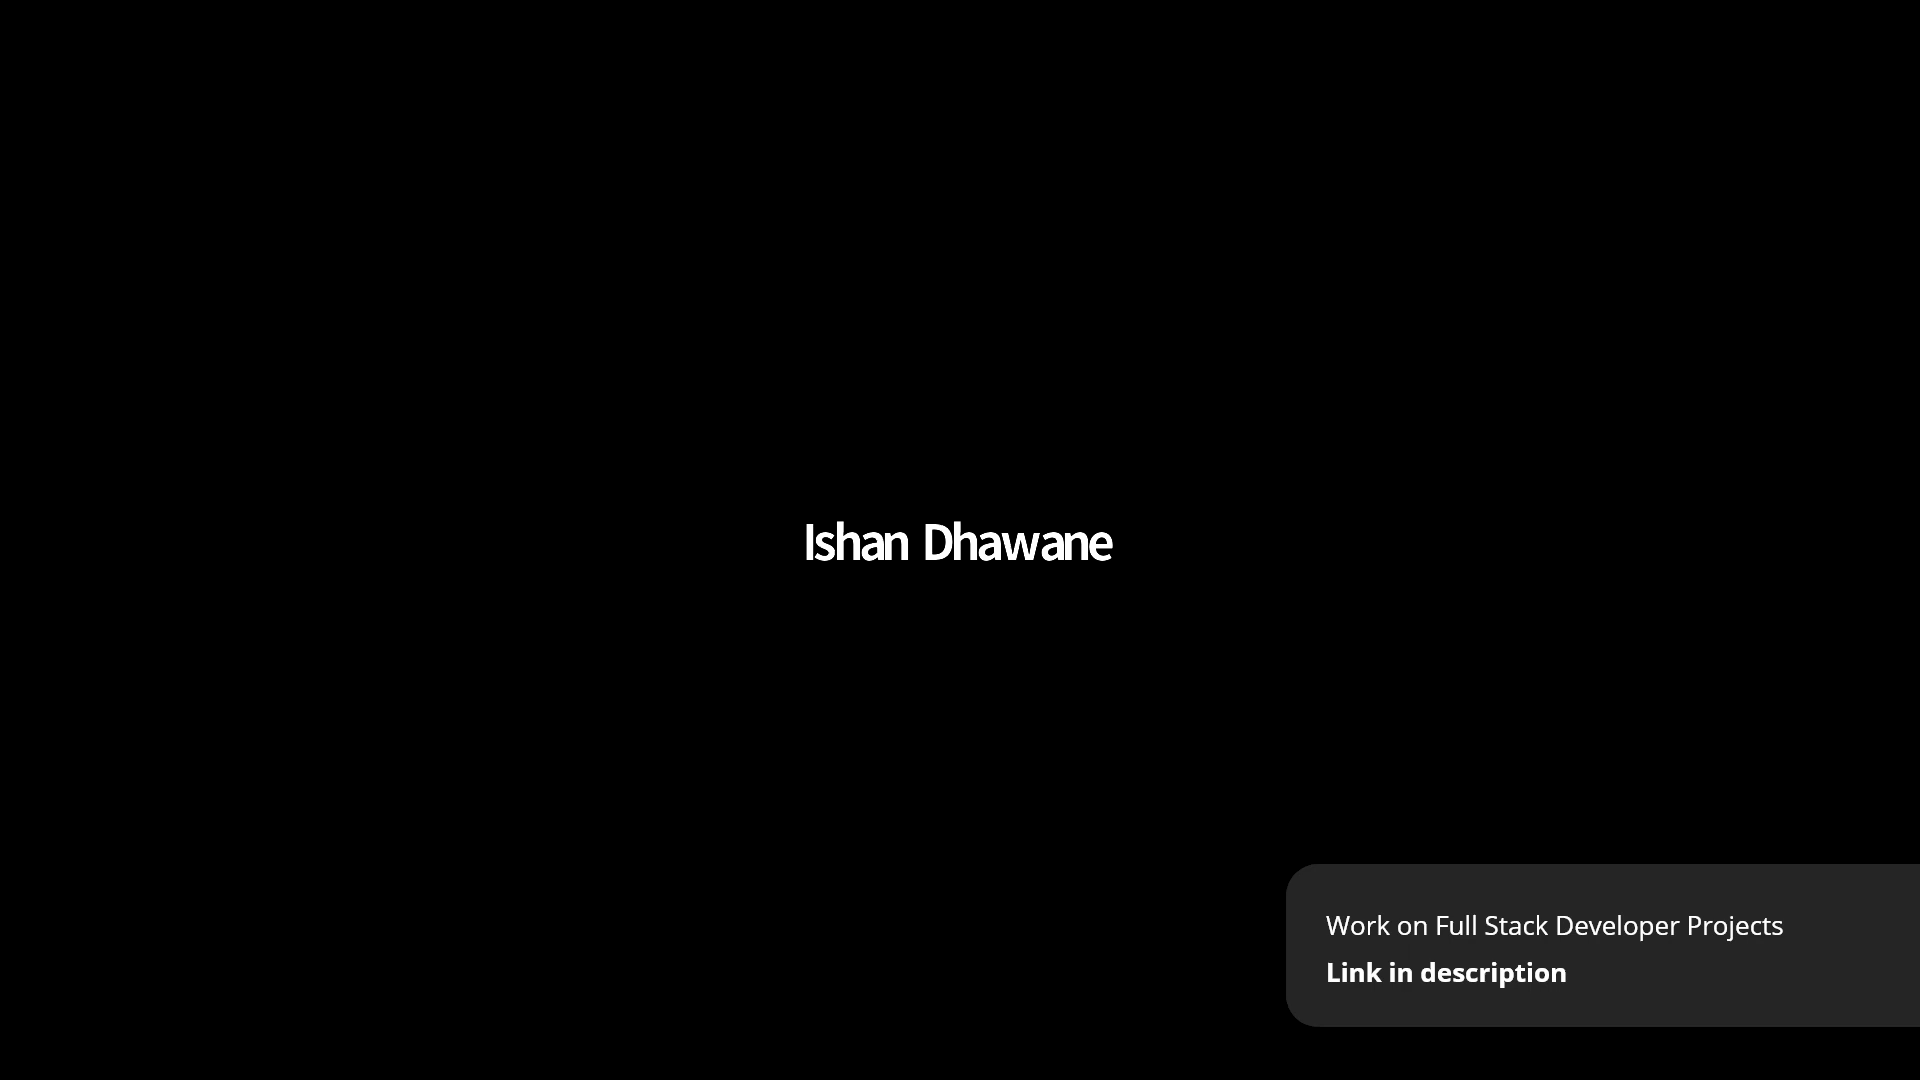 Ishan Dhawane
Work on Full Stack Developer Projects
Link in description